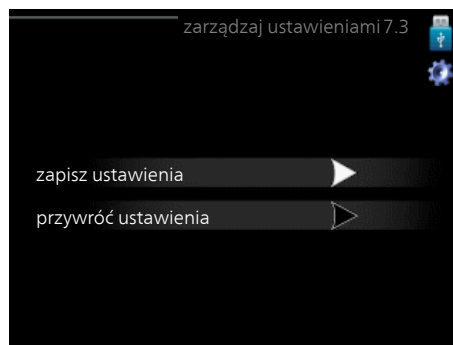 zarządzaj ustawieniami 7.3
zapisz ustawienia
przywróć ustawienia